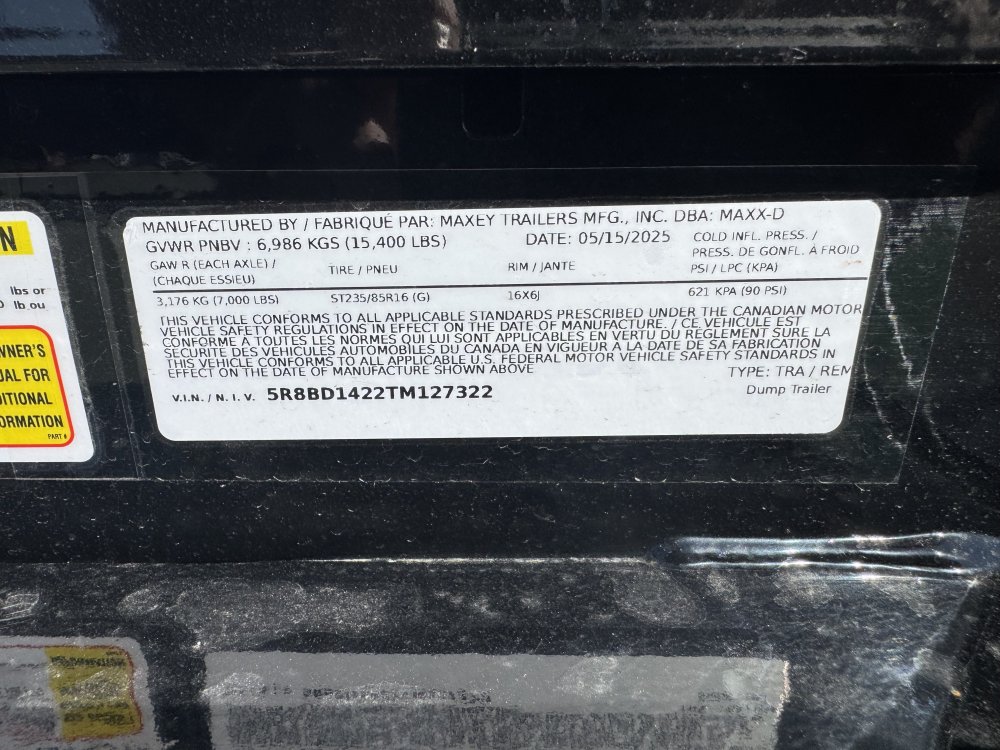 MANUFACTURED BY / FABRIQUÉ PAR: MAXEY TRAILERS MFG., INC. DBA: MAXX-D
GVWR PNBV : 6,986 KGS (15,400 LBS)
DATE: 05/15/2025
COLD INFL. PRESS. /
PRESS. DE GONFL. À FROID
PSI / LPC (KPA)
GAW R (EACH AXLE) /
(CHAQUE ESSIEU)
TIRE / PNEU
RIM / JANTE
3,176 KG (7,000 LBS)
ST235/85R16 (G)
16X6J
621 KPA (90 PSI)
THIS VEHICLE CONFORMS TO ALL APPLICABLE STANDARDS PRESCRIBED UNDER THE CANADIAN MOTOR
VEHICLE SAFETY REGULATIONS IN EFFECT ON THE DATE OF MANUFACTURE. / CE VEHICULE EST
CONFORME A TOUTES LES NORMES QUI LUI SONT APPLICABLES EN VERTU DU REGLEMENT SUR LA
SECURITE DES VEHICULES AUTOMOBILES DU CANADA EN VIGUEUR A LA DATE DE SA FABRICATION
THIS VEHICLE CONFORMS TO ALL APPLICABLE U.S. FEDERAL MOTOR VEHICLE SAFETY STANDARDS IN
EFFECT ON THE DATE OF MANUFACTURE SHOWN ABOVE
TYPE: TRA / REM
Dump Trailer
V.I.N. / N. I. V. 5R8BD1422TM127322
N
lbs or
lb ou
WNER'S
UAL FOR
DITIONAL
ORMATION
PART #